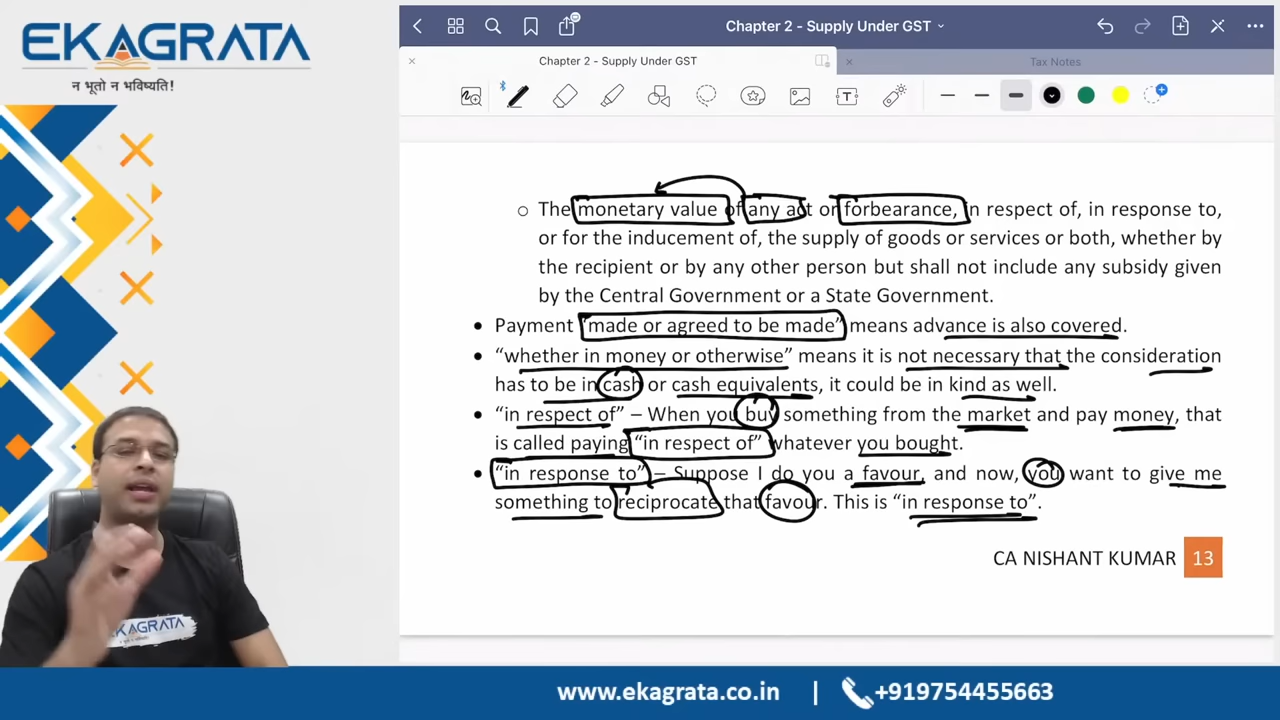 EKAGRATA
न भूतो न भविष्यति!
Chapter 2 - Supply Under GST
Chapter 2 - Supply Under GST
Tax Notes
○ The monetary value of any act or forbearance, in respect of, in response to,
or for the inducement of, the supply of goods or services or both, whether by
the recipient or by any other person but shall not include any subsidy given
by the Central Government or a State Government.
• Payment “made or agreed to be made” means advance is also covered.
• “whether in money or otherwise” means it is not necessary that the consideration
has to be in cash or cash equivalents, it could be in kind as well.
• “in respect of” – When you buy something from the market and pay money, that
is called paying “in respect of” whatever you bought.
• “in response to” – Suppose I do you a favour, and now, you want to give me
something to reciprocate that favour. This is “in response to”.
CA NISHANT KUMAR 13
EKAGRATA
www.ekagrata.co.in | +919754455663